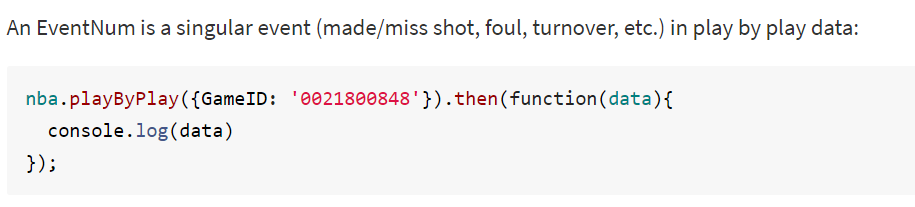 An EventNum is a singular event (made/miss shot, foul, turnover, etc.) in play by play data:
nba.playByPlay({GameID: '0021800848'}).then(function(data){
  console.log(data)
});